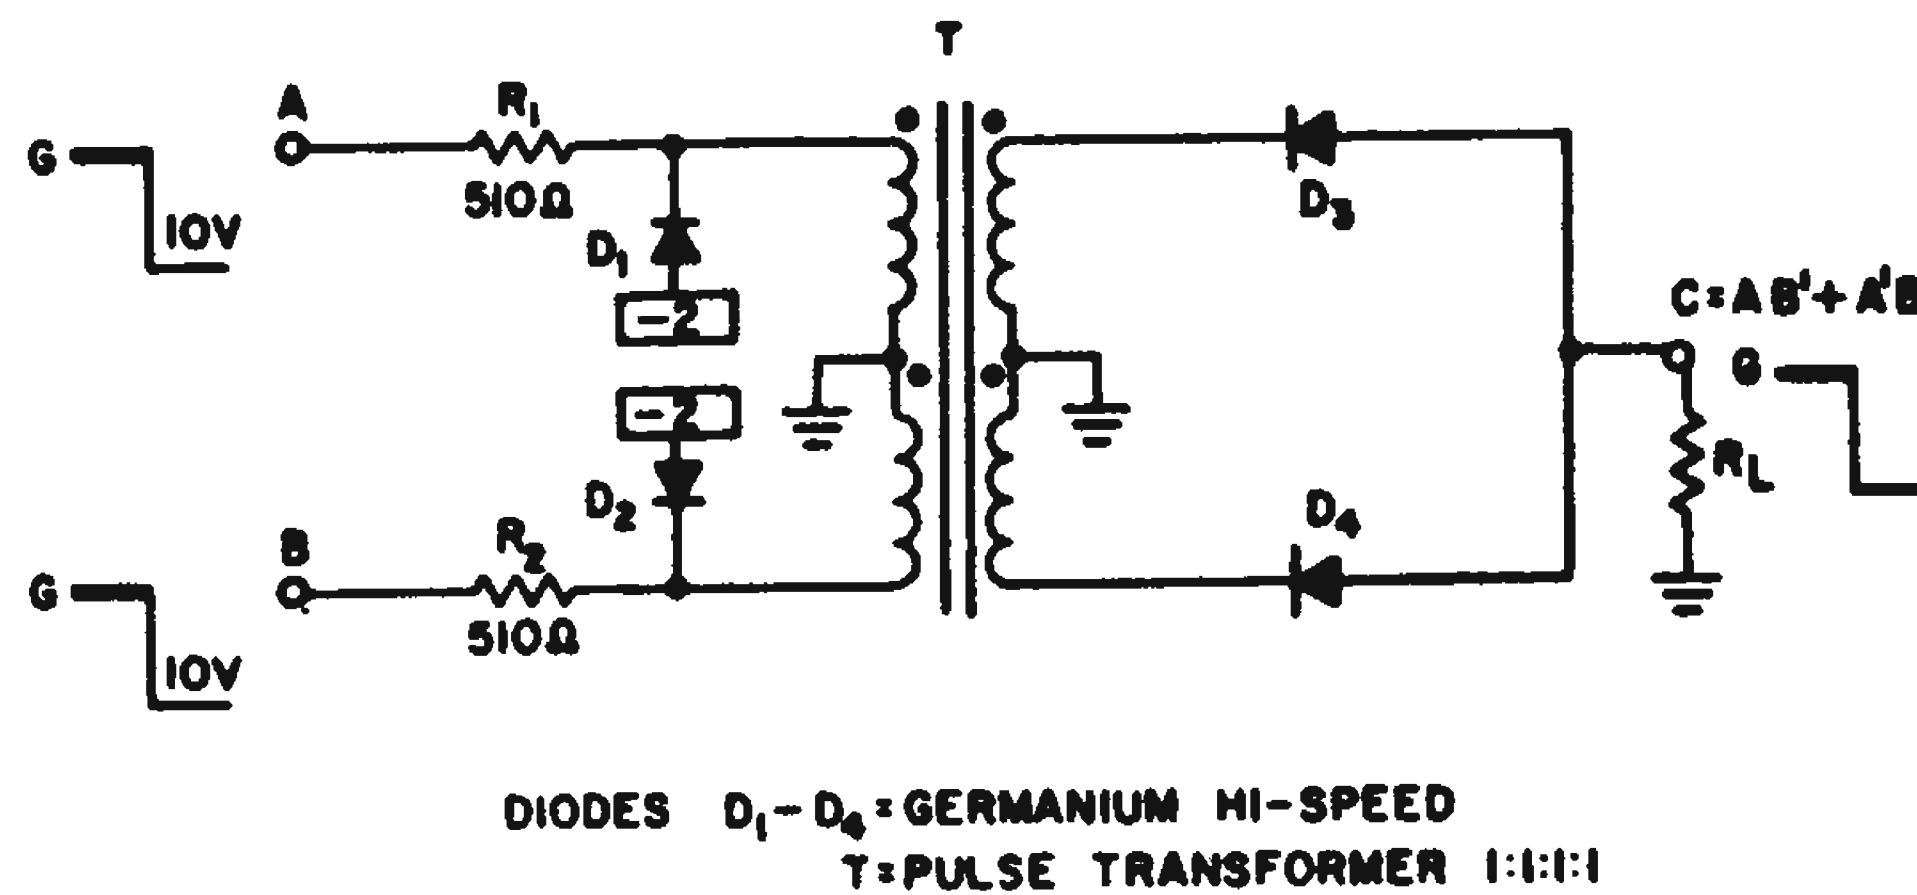 T
A
R1
G
510Ω
10V
D1
D3
-2
C=AB'+A'B
G
-2
RL
D2
D4
B
R2
G
510Ω
10V
DIODES D1-D4=GERMANIUM HI-SPEED
T=PULSE TRANSFORMER 1:1:1:1